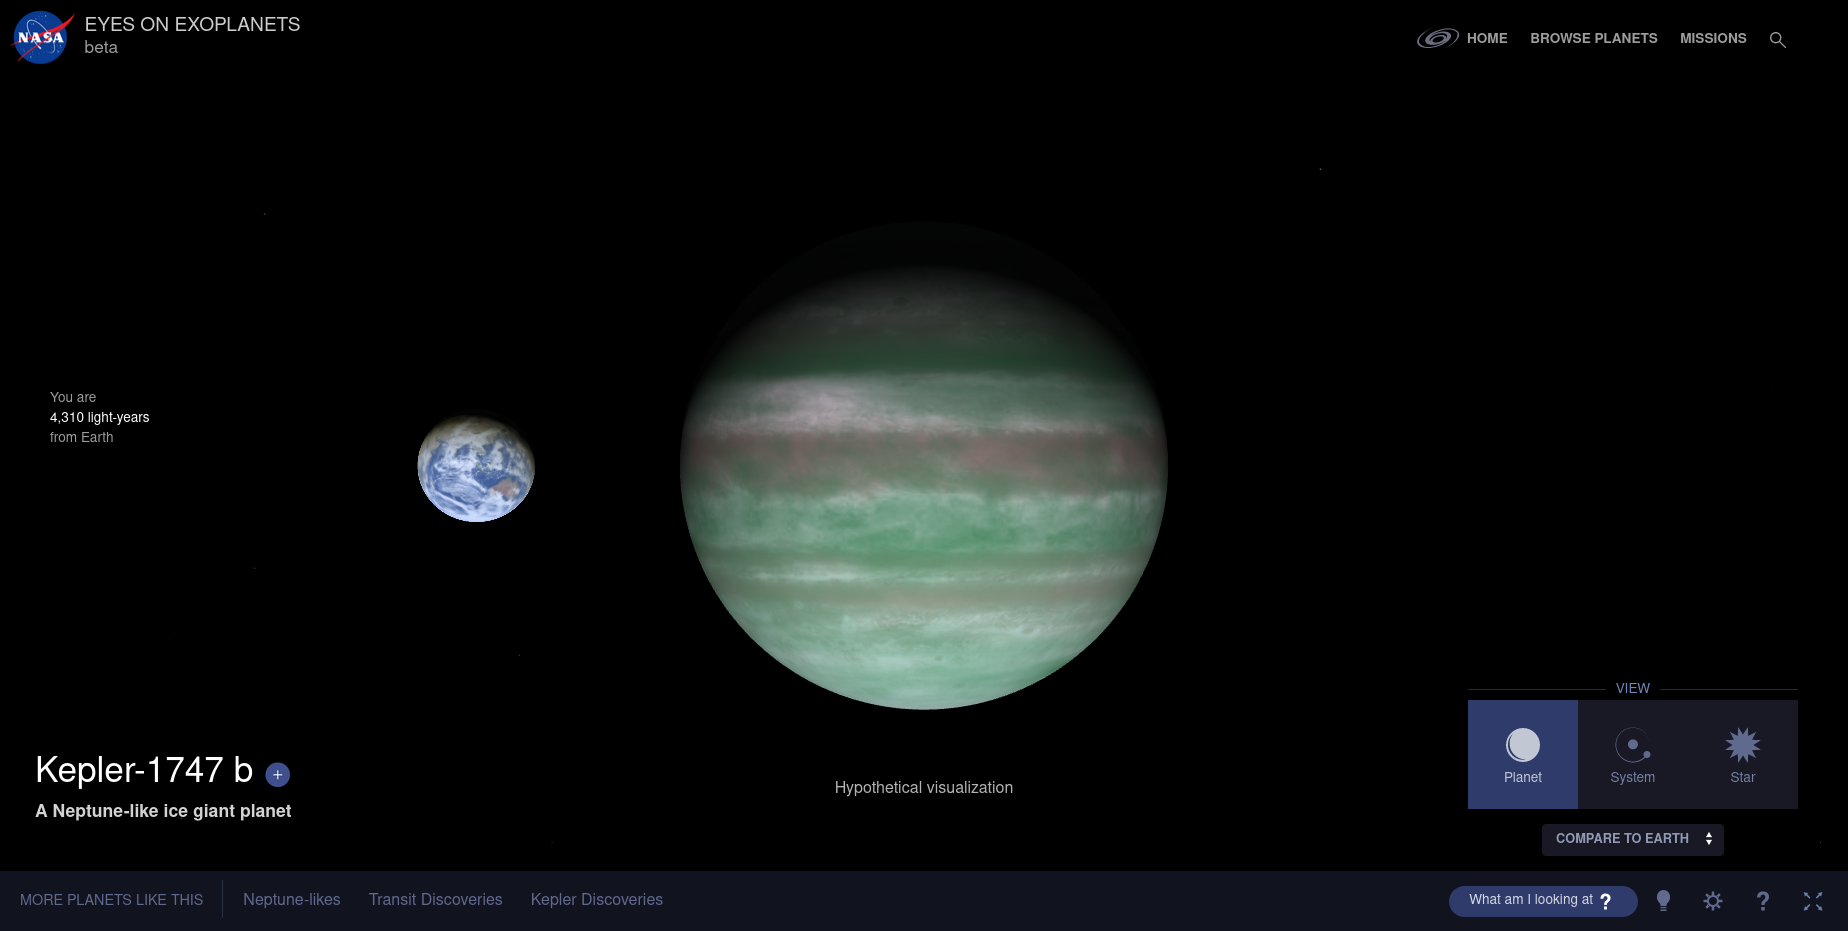 NASA
EYES ON EXOPLANETS
beta
HOME
BROWSE PLANETS
MISSIONS
You are
4,310 light-years
from Earth
Kepler-1747 b +
A Neptune-like ice giant planet
Hypothetical visualization
VIEW
Planet
System
Star
COMPARE TO EARTH
MORE PLANETS LIKE THIS
Neptune-likes
Transit Discoveries
Kepler Discoveries
What am I looking at ?
?